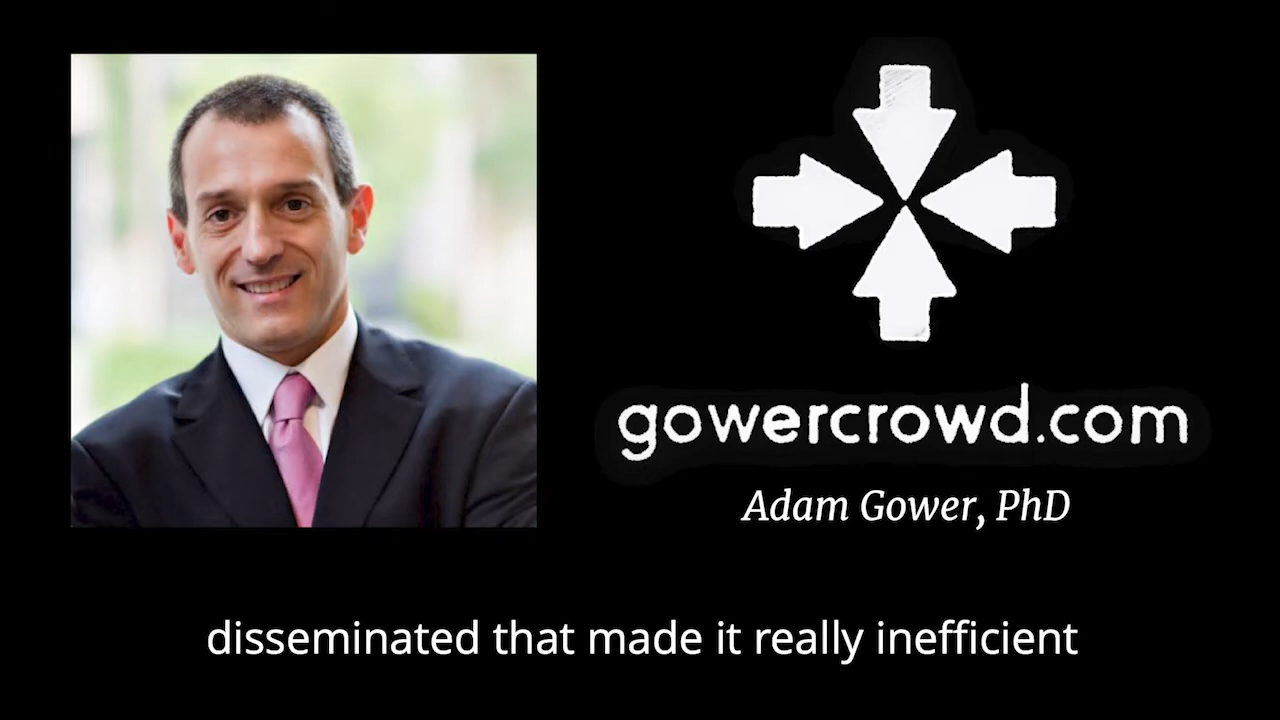 gowercrowd.com
Adam Gower, PhD
disseminated that made it really inefficient